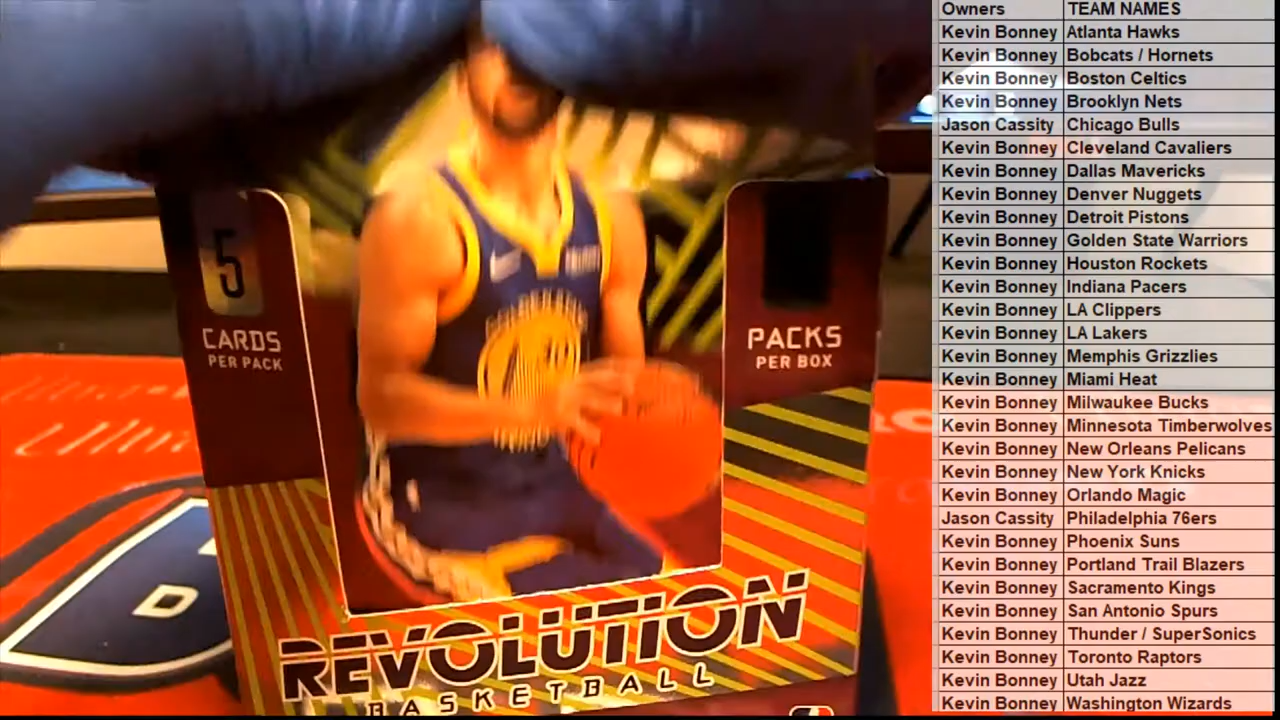 5
CARDS
PER PACK
PACKS
PER BOX
REVOLUTION
BASKETBALL
D
Owners TEAM NAMES
Kevin Bonney Atlanta Hawks
Kevin Bonney Bobcats / Hornets
Kevin Bonney Boston Celtics
Kevin Bonney Brooklyn Nets
Jason Cassity Chicago Bulls
Kevin Bonney Cleveland Cavaliers
Kevin Bonney Dallas Mavericks
Kevin Bonney Denver Nuggets
Kevin Bonney Detroit Pistons
Kevin Bonney Golden State Warriors
Kevin Bonney Houston Rockets
Kevin Bonney Indiana Pacers
Kevin Bonney LA Clippers
Kevin Bonney LA Lakers
Kevin Bonney Memphis Grizzlies
Kevin Bonney Miami Heat
Kevin Bonney Milwaukee Bucks
Kevin Bonney Minnesota Timberwolves
Kevin Bonney New Orleans Pelicans
Kevin Bonney New York Knicks
Kevin Bonney Orlando Magic
Jason Cassity Philadelphia 76ers
Kevin Bonney Phoenix Suns
Kevin Bonney Portland Trail Blazers
Kevin Bonney Sacramento Kings
Kevin Bonney San Antonio Spurs
Kevin Bonney Thunder / SuperSonics
Kevin Bonney Toronto Raptors
Kevin Bonney Utah Jazz
Kevin Bonney Washington Wizards